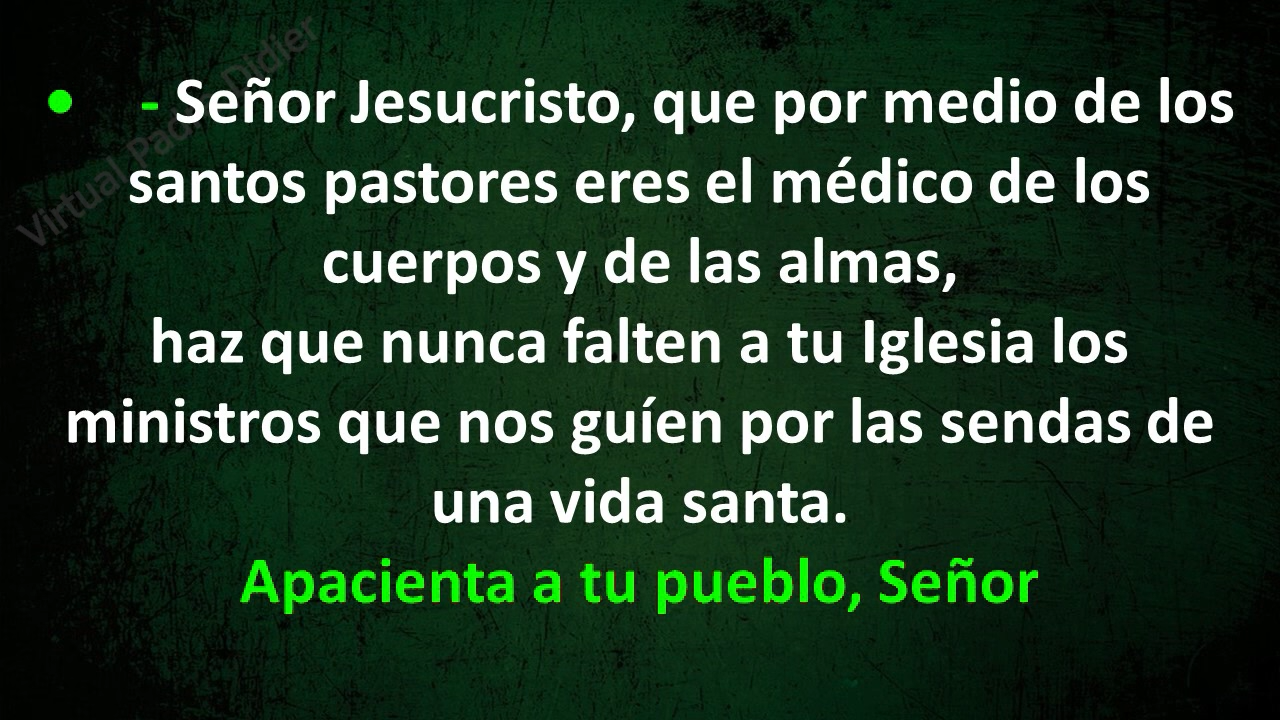 • - Señor Jesucristo, que por medio de los
santos pastores eres el médico de los
cuerpos y de las almas,
haz que nunca falten a tu Iglesia los
ministros que nos guíen por las sendas de
una vida santa.
Apacienta a tu pueblo, Señor
Virtual Padre Didier